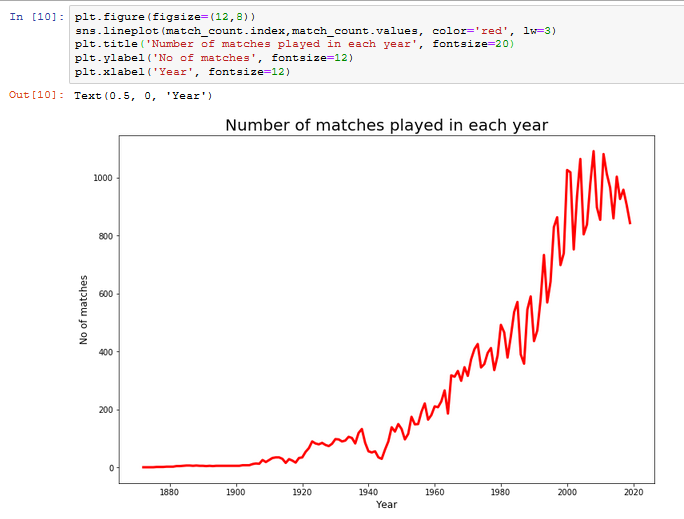 In [10]: plt.figure(figsize=(12,8))
sns.lineplot(match_count.index,match_count.values, color='red', lw=3)
plt.title('Number of matches played in each year', fontsize=20)
plt.ylabel('No of matches', fontsize=12)
plt.xlabel('Year', fontsize=12)
Out[10]: Text(0.5, 0, 'Year')
Number of matches played in each year
1000
800
600
400
200
0
No of matches
1880 1900 1920 1940 1960 1980 2000 2020
Year